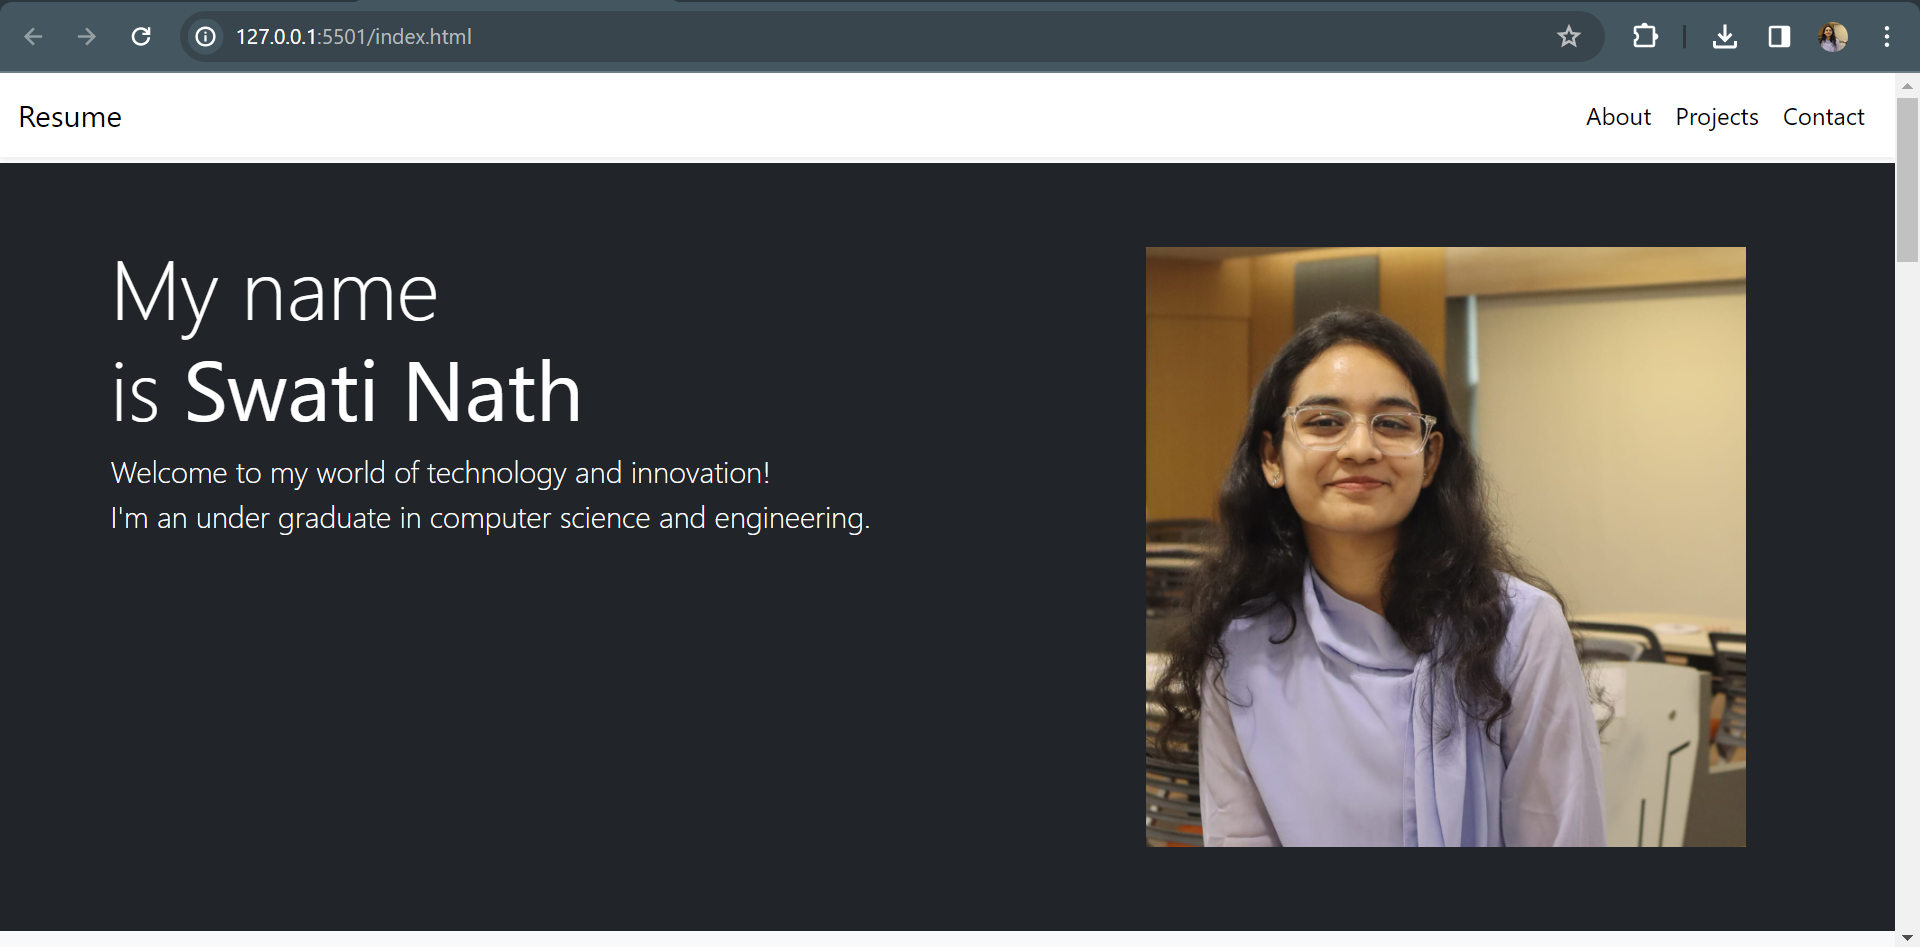 127.0.0.1:5501/index.html
Resume
About Projects Contact
My name
is Swati Nath
Welcome to my world of technology and innovation!
I'm an under graduate in computer science and engineering.